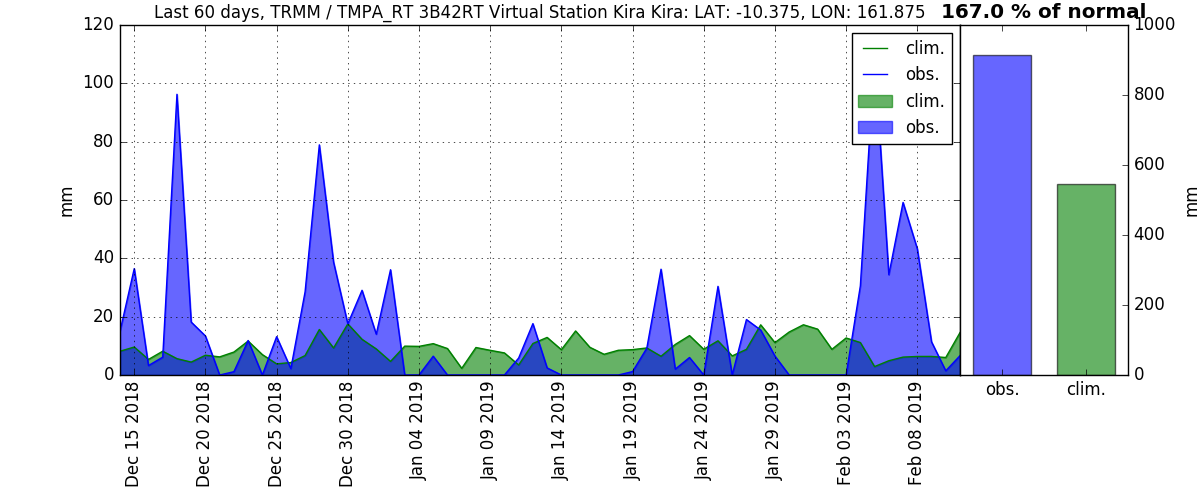 Last 60 days, TRMM / TMPA_RT 3B42RT Virtual Station Kira Kira: LAT: -10.375, LON: 161.875
167.0 % of normal
120
100
80
60
40
20
0
mm
clim.
obs.
clim.
obs.
Dec 15 2018
Dec 20 2018
Dec 25 2018
Dec 30 2018
Jan 04 2019
Jan 09 2019
Jan 14 2019
Jan 19 2019
Jan 24 2019
Jan 29 2019
Feb 03 2019
Feb 08 2019
1000
800
600
400
200
0
mm
obs.
clim.